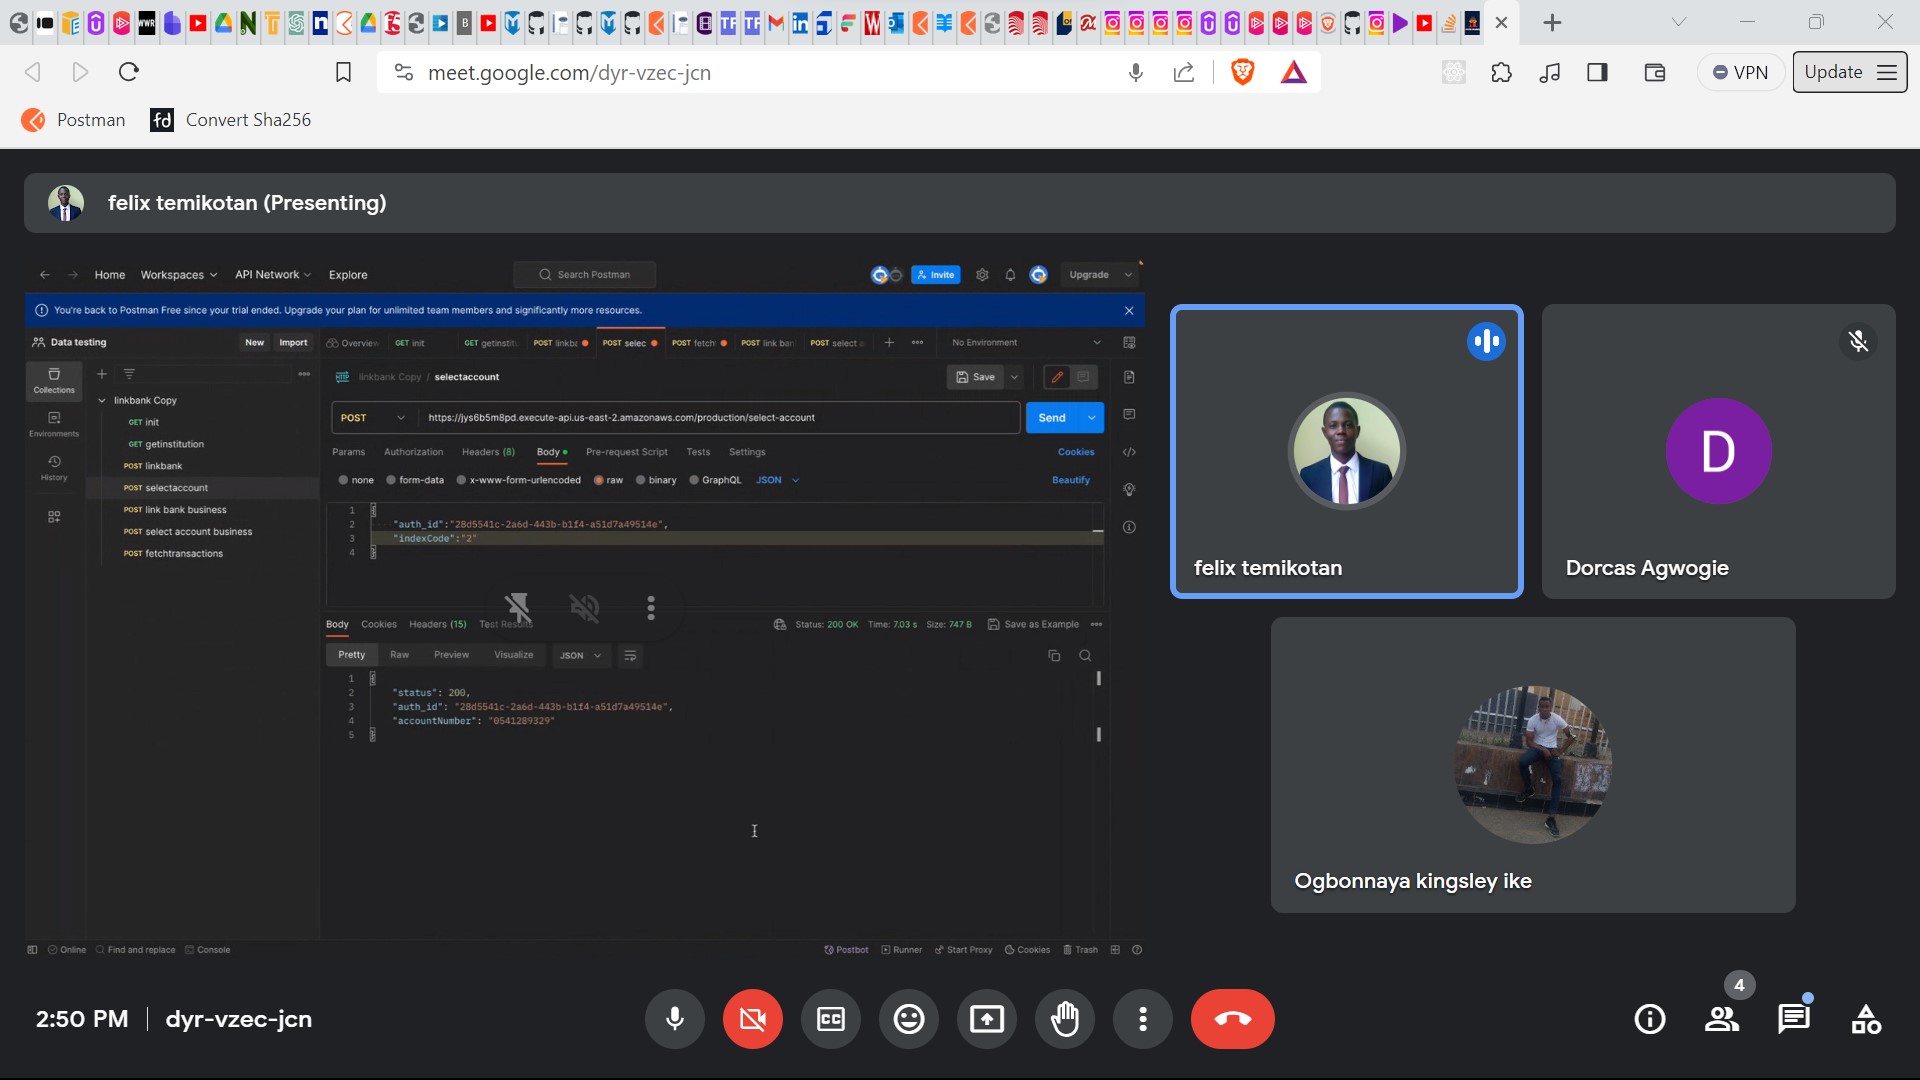 meet.google.com/dyr-vzec-jcn
VPN
Update
Postman
fd
Convert Sha256
felix temikotan (Presenting)
Home
Workspaces
API Network
Explore
Search Postman
Invite
Upgrade
You're back to Postman Free since your trial ended. Upgrade your plan for unlimited team members and significantly more resources.
Data testing
New
Import
Overview
GET init
GET getinstitu
POST linkba
POST selec
POST fetch
POST link ban
POST select a
No Environment
Collections
Environments
History
linkbank Copy
GET init
GET getinstitution
POST linkbank
POST selectaccount
POST link bank business
POST select account business
POST fetchtransactions
HTTP linkbank Copy / selectaccount
Save
POST
https://jys6b5m8pd.execute-api.us-east-2.amazonaws.com/production/select-account
Send
Params
Authorization
Headers (8)
Body
Pre-request Script
Tests
Settings
Cookies
none
form-data
x-www-form-urlencoded
raw
binary
GraphQL
JSON
Beautify
1 {
2 "auth_id":"28d5541c-2a6d-443b-b1f4-a51d7a49514e",
3 "indexCode":"2"
4 }
Body
Cookies
Headers (15)
Test Results
Status: 200 OK
Time: 7.03 s
Size: 747 B
Save as Example
Pretty
Raw
Preview
Visualize
JSON
1 {
2 "status": 200,
3 "auth_id": "28d5541c-2a6d-443b-b1f4-a51d7a49514e",
4 "accountNumber": "0541289329"
5 }
Online
Find and replace
Console
Postbot
Runner
Start Proxy
Cookies
Trash
felix temikotan
D
Dorcas Agwogie
Ogbonnaya kingsley ike
2:50 PM
dyr-vzec-jcn
CC
4